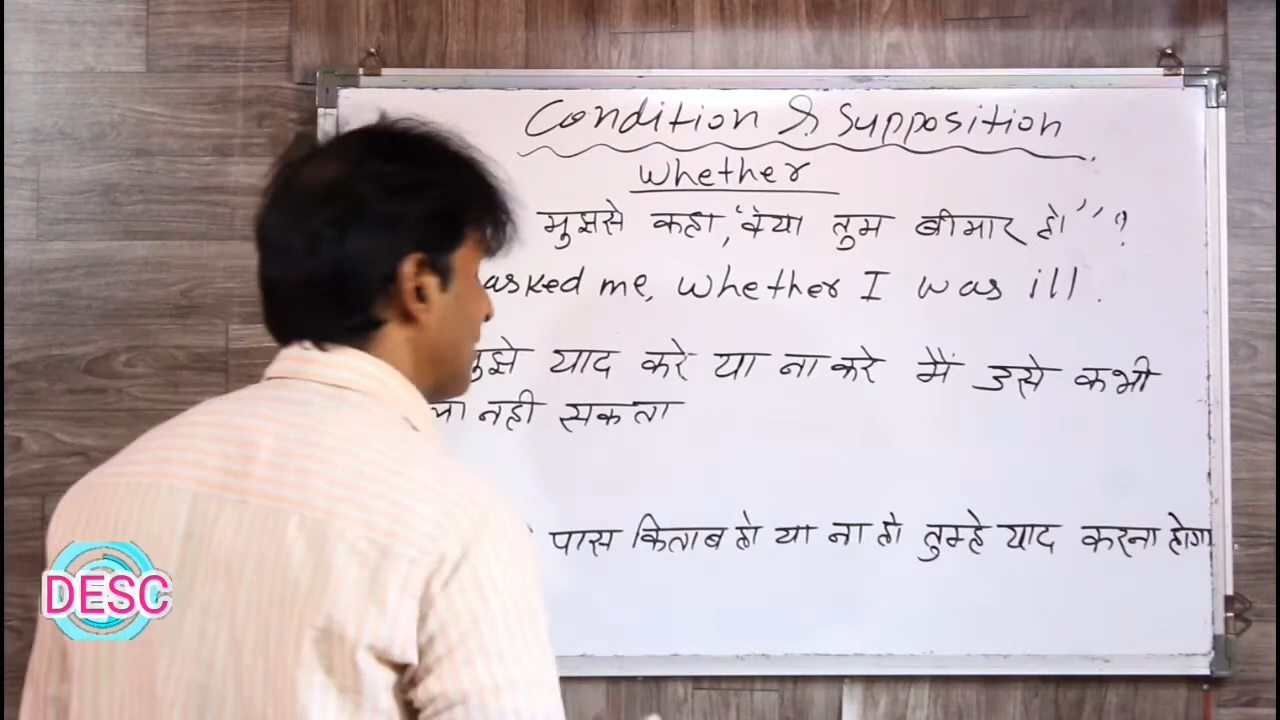 Condition & Supposition
Whether
मुझसे कहा, "क्या तुम बीमार हो" ?
asked me, whether I was ill.
मुझे याद करे या ना करे मैं उसे कभी
नही सकता
पास किताब हो या ना हो तुम्हे याद करना होगा
DESC